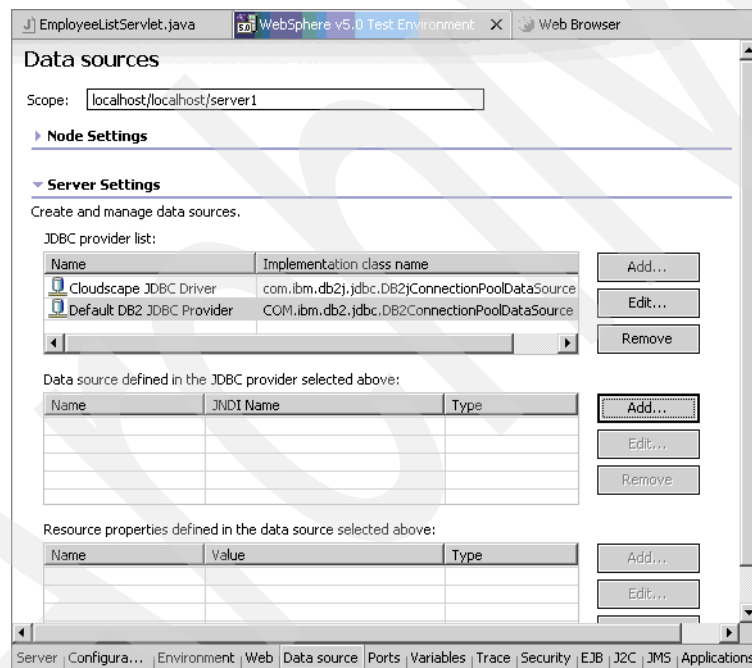 EmployeeListServlet.java WebSphere v5.0 Test Environment Web Browser
Data sources
Scope: localhost/localhost/server1
Node Settings
Server Settings
Create and manage data sources.
JDBC provider list:
Name Implementation class name
Cloudscape JDBC Driver com.ibm.db2j.jdbc.DB2jConnectionPoolDataSource
Default DB2 JDBC Provider COM.ibm.db2.jdbc.DB2ConnectionPoolDataSource
Add...
Edit...
Remove
Data source defined in the JDBC provider selected above:
Name JNDI Name Type
Add...
Edit...
Remove
Resource properties defined in the data source selected above:
Name Value Type
Add...
Edit...
Server Configura... Environment Web Data source Ports Variables Trace Security EJB J2C JMS Application